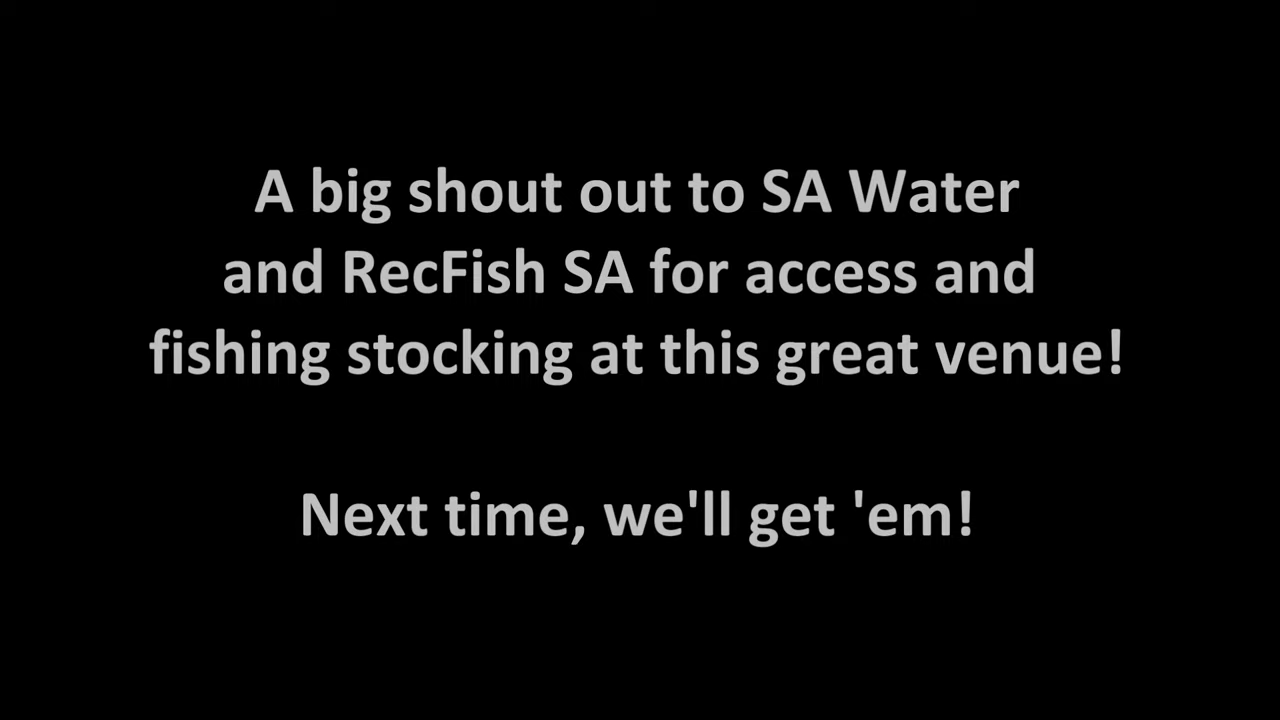 A big shout out to SA Water
and RecFish SA for access and
fishing stocking at this great venue!
Next time, we'll get 'em!